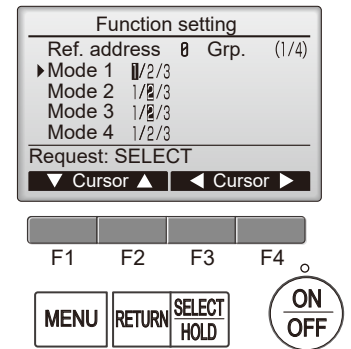 Function setting
Ref. address 0 Grp. (1/4)
Mode 1 1/2/3
Mode 2 1/2/3
Mode 3 1/2/3
Mode 4 1/2/3
Request: SELECT
▼ Cursor ▲ ◀ Cursor ▶
F1 F2 F3 F4
MENU RETURN SELECT HOLD ON OFF